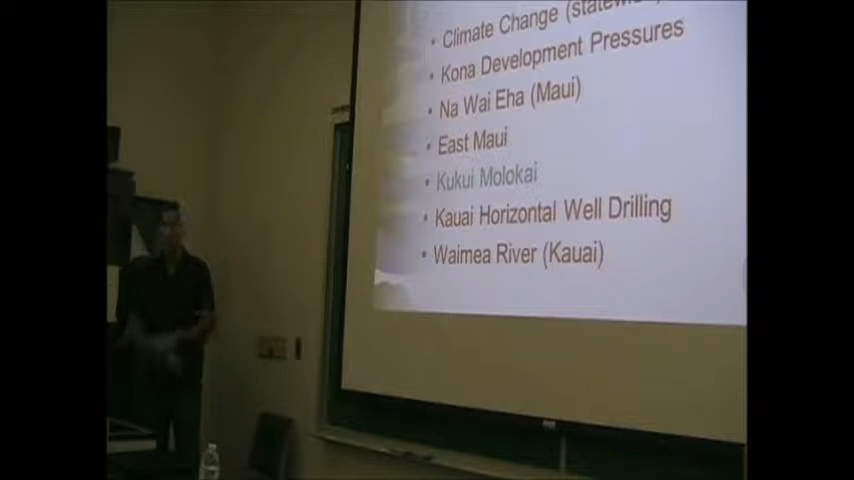 • Climate Change
• Kona Development Pressures
• Na Wai Eha (Maui)
• East Maui
• Kukui Molokai
• Kauai Horizontal Well Drilling
• Waimea River (Kauai)